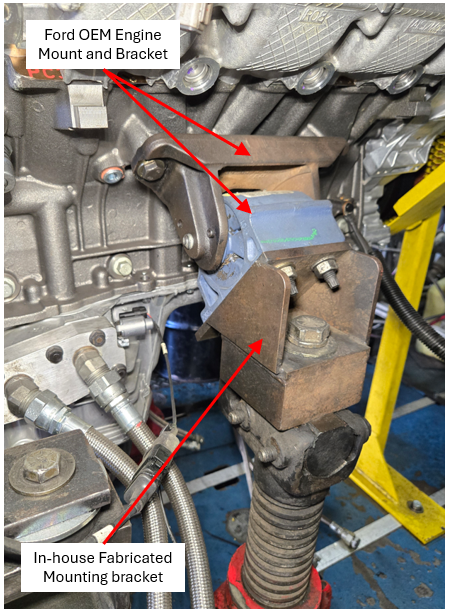 Ford OEM Engine
Mount and Bracket
In-house Fabricated
Mounting bracket